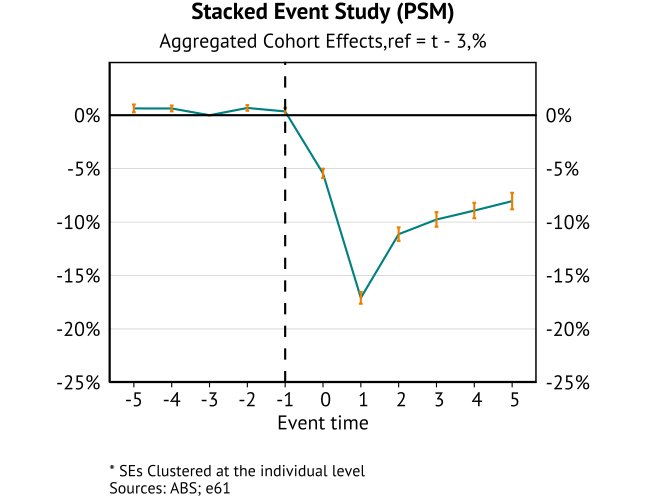 Stacked Event Study (PSM)
Aggregated Cohort Effects,ref = t - 3,%
0% 0%
-5% -5%
-10% -10%
-15% -15%
-20% -20%
-25% -25%
-5 -4 -3 -2 -1 0 1 2 3 4 5
Event time
* SEs Clustered at the individual level
Sources: ABS; e61